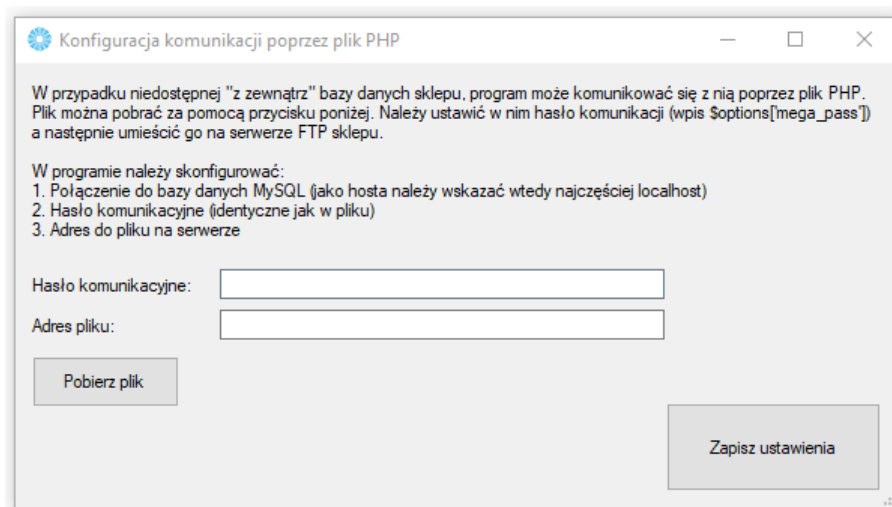 Konfiguracja komunikacji poprzez plik PHP
W przypadku niedostępnej "z zewnątrz" bazy danych sklepu, program może komunikować się z nią poprzez plik PHP.
Plik można pobrać za pomocą przycisku poniżej. Należy ustawić w nim hasło komunikacji (wpis $options['mega_pass'])
a następnie umieścić go na serwerze FTP sklepu.
W programie należy skonfigurować:
1. Połączenie do bazy danych MySQL (jako hosta należy wskazać wtedy najczęściej localhost)
2. Hasło komunikacyjne (identyczne jak w pliku)
3. Adres do pliku na serwerze
Hasło komunikacyjne:
Adres pliku:
Pobierz plik
Zapisz ustawienia